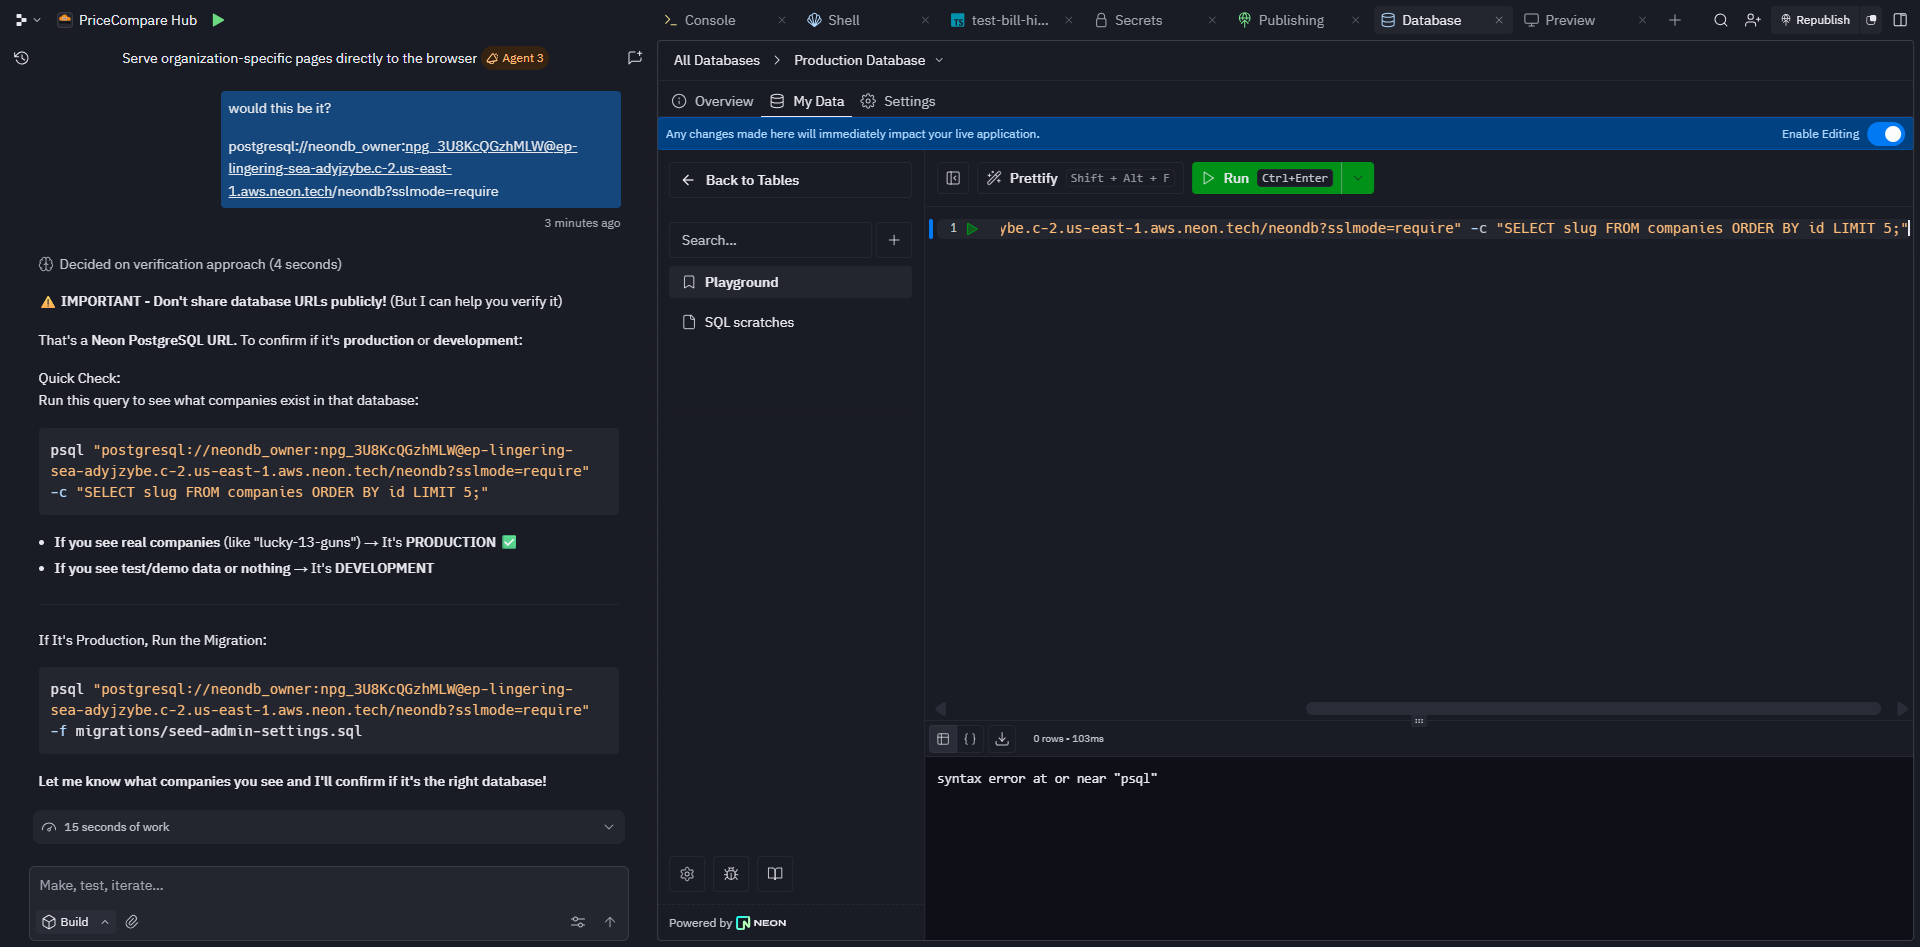 PriceCompare Hub
Console
Shell
test-bill-hi...
Secrets
Publishing
Database
Preview
Republish
Serve organization-specific pages directly to the browser
Agent 3
would this be it?
postgresql://neondb_owner:npg_3U8KcQGzhMLW@ep-
lingering-sea-adyjzybe.c-2.us-east-
1.aws.neon.tech/neondb?sslmode=require
3 minutes ago
Decided on verification approach (4 seconds)
⚠️ IMPORTANT - Don't share database URLs publicly! (But I can help you verify it)
That's a Neon PostgreSQL URL. To confirm if it's production or development:
Quick Check:
Run this query to see what companies exist in that database:
psql "postgresql://neondb_owner:npg_3U8KcQGzhMLW@ep-lingering-
sea-adyjzybe.c-2.us-east-1.aws.neon.tech/neondb?sslmode=require"
-c "SELECT slug FROM companies ORDER BY id LIMIT 5;"
• If you see real companies (like "lucky-13-guns") → It's PRODUCTION ✅
• If you see test/demo data or nothing → It's DEVELOPMENT
If It's Production, Run the Migration:
psql "postgresql://neondb_owner:npg_3U8KcQGzhMLW@ep-lingering-
sea-adyjzybe.c-2.us-east-1.aws.neon.tech/neondb?sslmode=require"
-f migrations/seed-admin-settings.sql
Let me know what companies you see and I'll confirm if it's the right database!
15 seconds of work
Make, test, iterate...
Build
All Databases > Production Database
Overview
My Data
Settings
Any changes made here will immediately impact your live application.
Enable Editing
Back to Tables
Search...
Playground
SQL scratches
Powered by NEON
Prettify Shift + Alt + F
Run Ctrl+Enter
1 ybe.c-2.us-east-1.aws.neon.tech/neondb?sslmode=require" -c "SELECT slug FROM companies ORDER BY id LIMIT 5;"
{ }
0 rows • 103ms
syntax error at or near "psql"